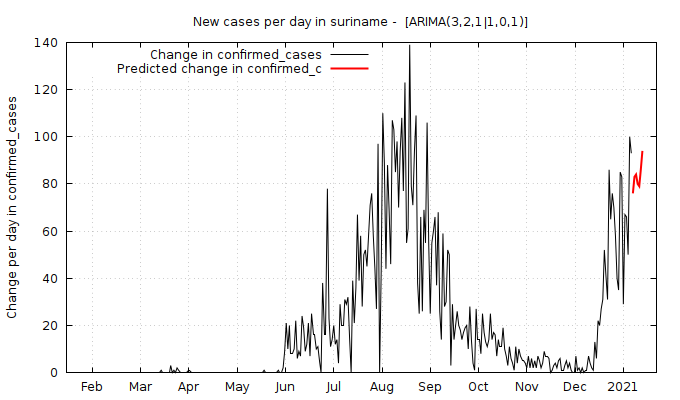 New cases per day in suriname -  [ARIMA(3,2,1|1,0,1)]
Change in confirmed_cases
Predicted change in confirmed_c
Change per day in confirmed_cases
140
120
100
80
60
40
20
0
Feb Mar Apr May Jun Jul Aug Sep Oct Nov Dec 2021